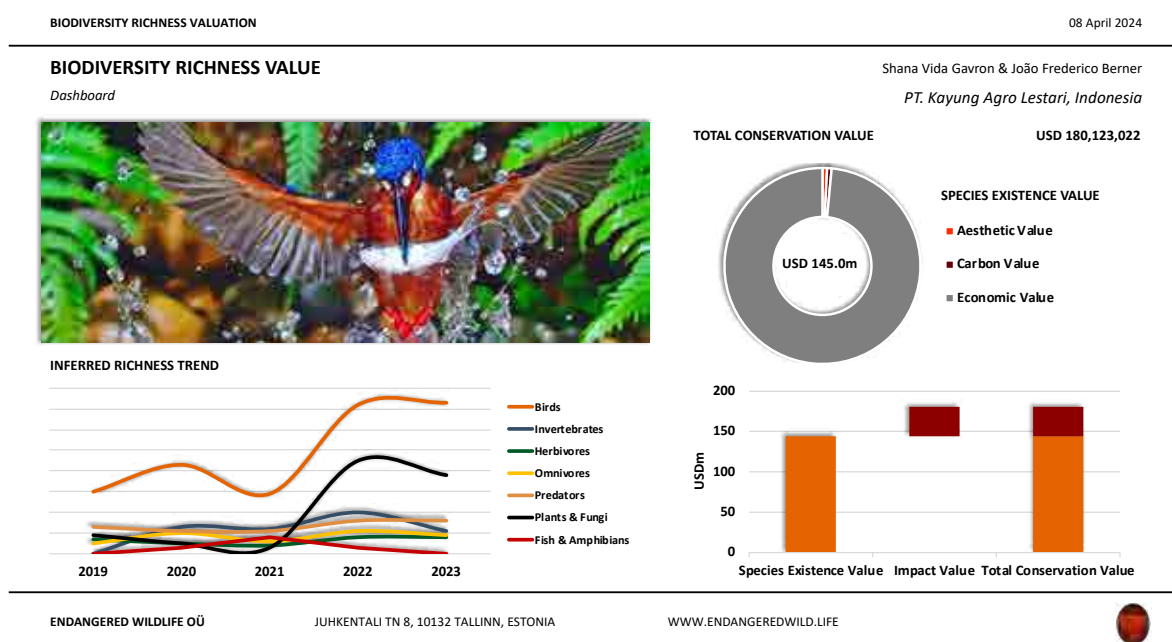 BIODIVERSITY RICHNESS VALUATION
08 April 2024
BIODIVERSITY RICHNESS VALUE
Shana Vida Gavron & João Frederico Berner
Dashboard
PT. Kayung Agro Lestari, Indonesia
TOTAL CONSERVATION VALUE
USD 180,123,022
SPECIES EXISTENCE VALUE
Aesthetic Value
Carbon Value
Economic Value
USD 145.0m
INFERRED RICHNESS TREND
Birds
Invertebrates
Herbivores
Omnivores
Predators
Plants & Fungi
Fish & Amphibians
2019 2020 2021 2022 2023
USDm
200
150
100
50
0
Species Existence Value Impact Value Total Conservation Value
ENDANGERED WILDLIFE OÜ
JUHKENTALI TN 8, 10132 TALLINN, ESTONIA
WWW.ENDANGEREDWILD.LIFE